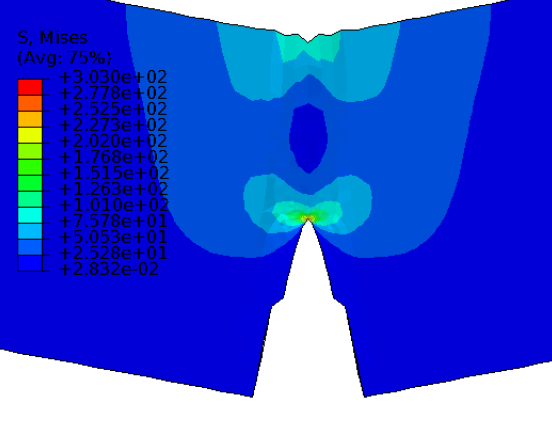 S, Mises
(Avg: 75%)
+3.030e+02
+2.778e+02
+2.525e+02
+2.273e+02
+2.020e+02
+1.768e+02
+1.515e+02
+1.263e+02
+1.010e+02
+7.578e+01
+5.053e+01
+2.528e+01
+2.832e-02